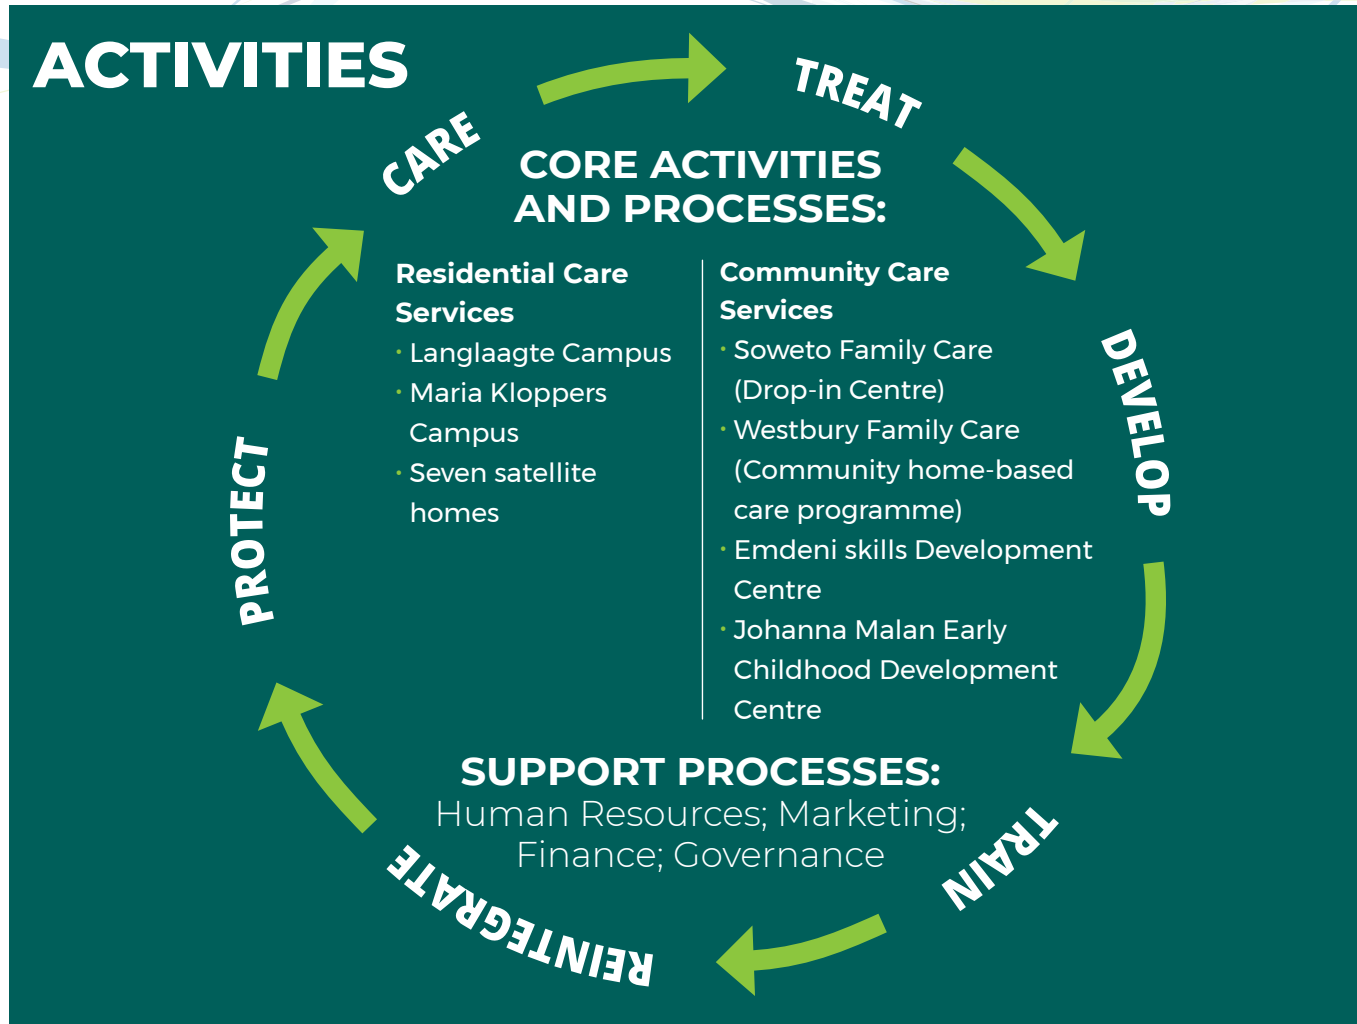 ACTIVITIES
CARE
TREAT
DEVELOP
TRAIN
REINTEGRATE
PROTECT
CORE ACTIVITIES
AND PROCESSES:
Residential Care
Services
• Langlaagte Campus
• Maria Kloppers
Campus
• Seven satellite
homes
Community Care
Services
• Soweto Family Care
(Drop-in Centre)
• Westbury Family Care
(Community home-based
care programme)
• Emdeni skills Development
Centre
• Johanna Malan Early
Childhood Development
Centre
SUPPORT PROCESSES:
Human Resources; Marketing;
Finance; Governance